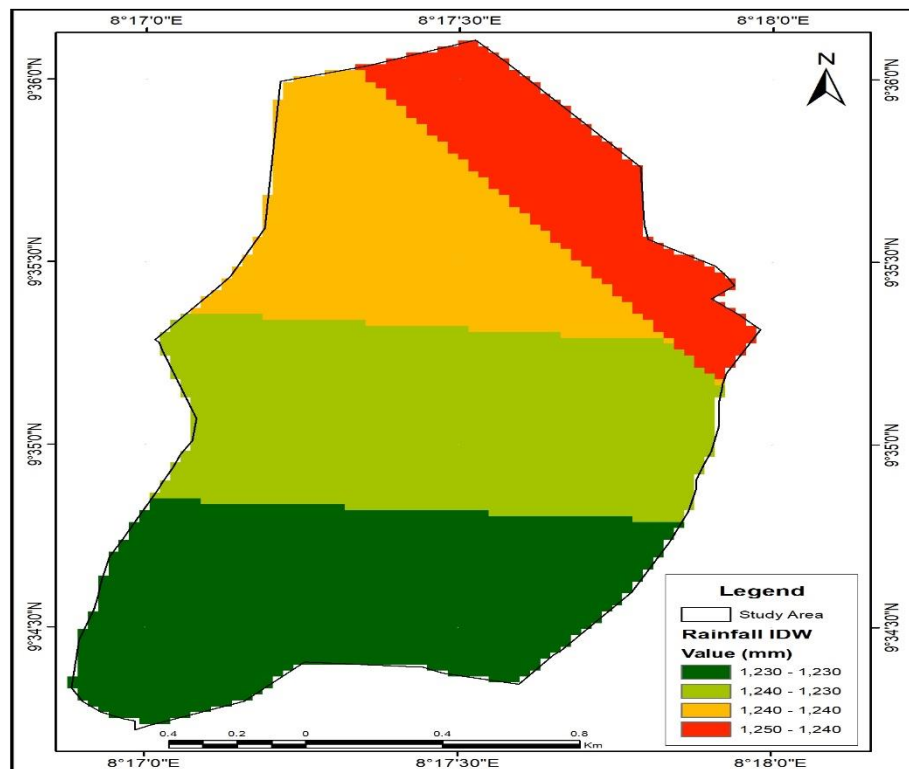 8°17'0"E 8°17'30"E 8°18'0"E
N
9°36'0"N 9°36'0"N
9°35'30"N 9°35'30"N
9°35'0"N 9°35'0"N
9°34'30"N 9°34'30"N
Legend
Study Area
Rainfall IDW
Value (mm)
1,230 - 1,230
1,240 - 1,230
1,240 - 1,240
1,250 - 1,240
0.4 0.2 0 0.4 0.8
Km
8°17'0"E 8°17'30"E 8°18'0"E